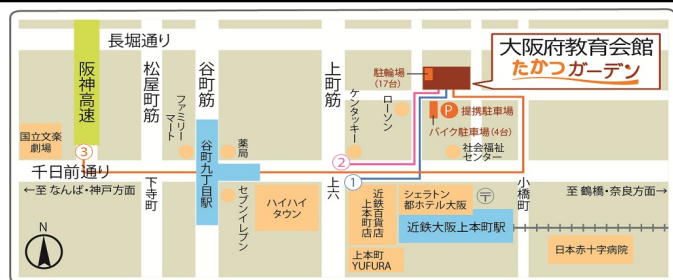 長堀通り
阪神高速
松屋町筋
谷町筋
上町筋
大阪府教育会館
たかつガーデン
駐輪場
(17台)
P 提携駐車場
バイク駐車場(4台)
ファミリーマート
薬局
ケンタッキー
ローソン
社会福祉
センター
国立文楽
劇場
③
②
①
千日前通り
←至 なんば・神戸方面
下寺町
谷町九丁目駅
セブンイレブン
ハイハイ
タウン
上六
近鉄百貨店
上本町店
シェラトン
都ホテル大阪
〒
小橋町
至 鶴橋・奈良方面→
近鉄大阪上本町駅
上本町
YUFURA
日本赤十字病院
N